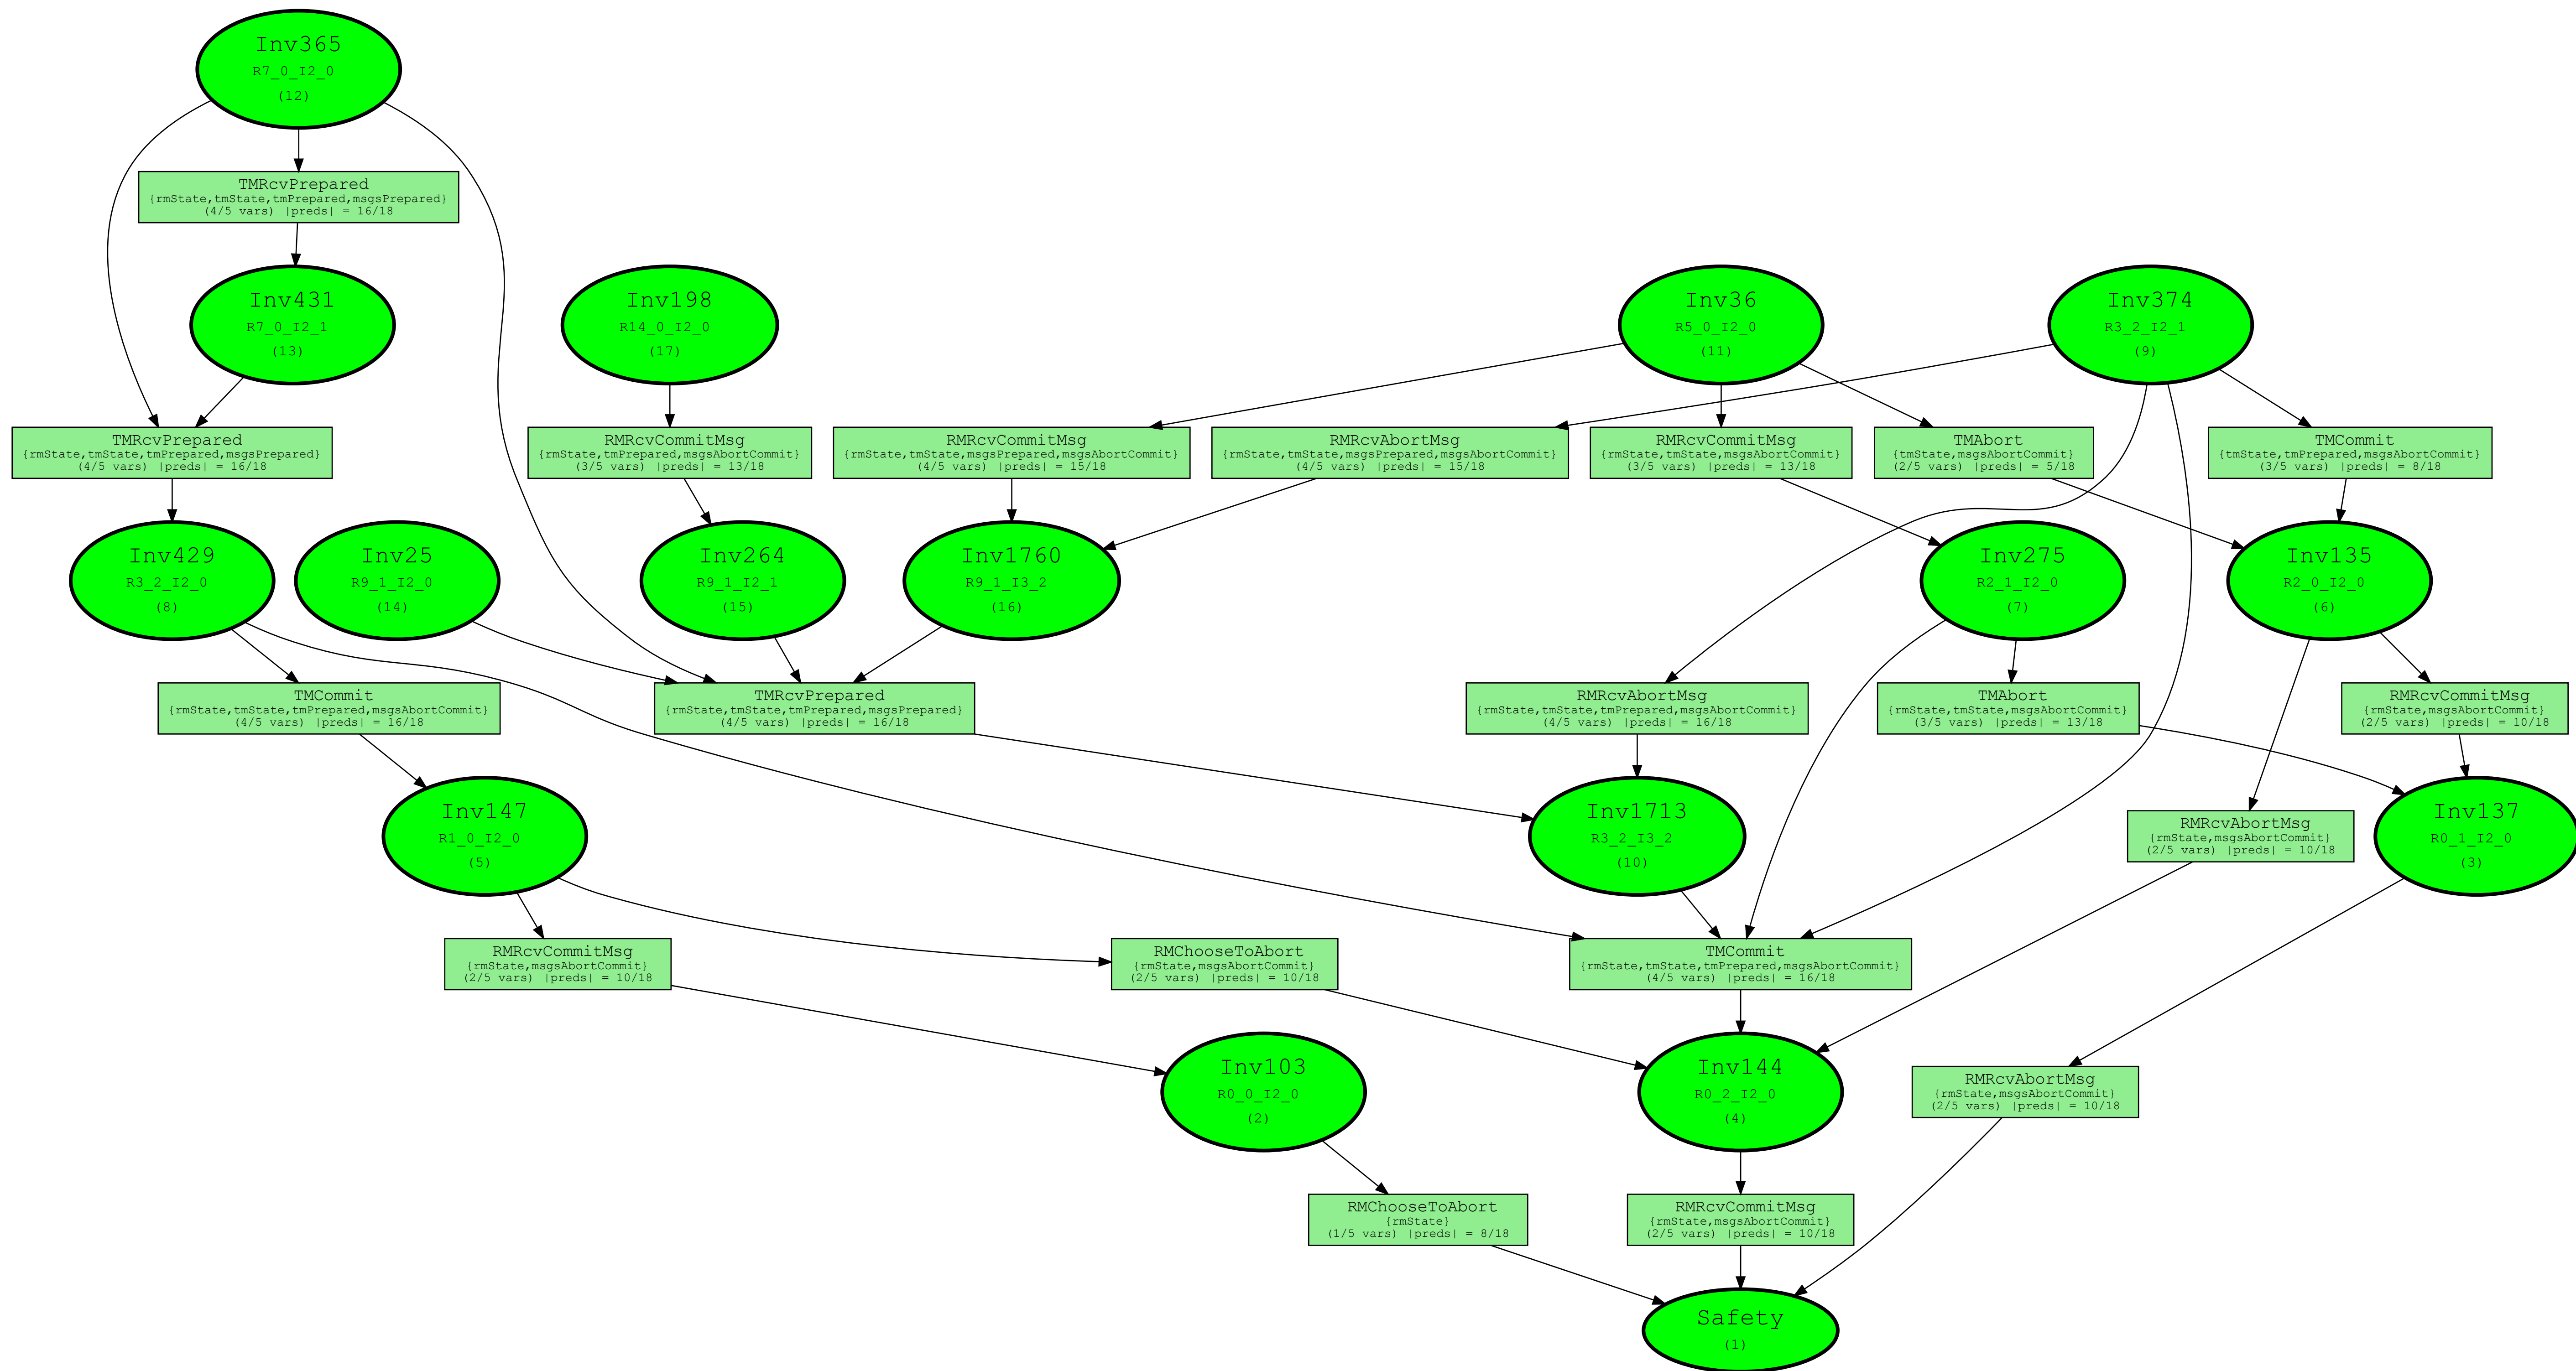 Inv365
R7_0_I2_0
(12)
TMRcvPrepared
{rmState,tmState,tmPrepared,msgsPrepared}
(4/5 vars) |preds| = 16/18
Inv431
R7_0_I2_1
(13)
Inv198
R14_0_I2_0
(17)
Inv36
R5_0_I2_0
(11)
Inv374
R3_2_I2_1
(9)
TMRcvPrepared
{rmState,tmState,tmPrepared,msgsPrepared}
(4/5 vars) |preds| = 16/18
RMRcvCommitMsg
{rmState,tmPrepared,msgsAbortCommit}
(3/5 vars) |preds| = 13/18
RMRcvCommitMsg
{rmState,tmState,msgsPrepared,msgsAbortCommit}
(4/5 vars) |preds| = 15/18
RMRcvAbortMsg
{rmState,tmState,msgsPrepared,msgsAbortCommit}
(4/5 vars) |preds| = 15/18
RMRcvCommitMsg
{rmState,tmState,msgsAbortCommit}
(3/5 vars) |preds| = 13/18
TMAbort
{tmState,msgsAbortCommit}
(2/5 vars) |preds| = 5/18
TMCommit
{tmState,tmPrepared,msgsAbortCommit}
(3/5 vars) |preds| = 8/18
Inv429
R3_2_I2_0
(8)
Inv25
R9_1_I2_0
(14)
Inv264
R9_1_I2_1
(15)
Inv1760
R9_1_I3_2
(16)
Inv275
R2_1_I2_0
(7)
Inv135
R2_0_I2_0
(6)
TMCommit
{rmState,tmState,tmPrepared,msgsAbortCommit}
(4/5 vars) |preds| = 16/18
TMRcvPrepared
{rmState,tmState,tmPrepared,msgsPrepared}
(4/5 vars) |preds| = 16/18
RMRcvAbortMsg
{rmState,tmState,tmPrepared,msgsAbortCommit}
(4/5 vars) |preds| = 16/18
TMAbort
{rmState,tmState,msgsAbortCommit}
(3/5 vars) |preds| = 13/18
RMRcvCommitMsg
{rmState,msgsAbortCommit}
(2/5 vars) |preds| = 10/18
Inv147
R1_0_I2_0
(5)
Inv1713
R3_2_I3_2
(10)
RMRcvAbortMsg
{rmState,msgsAbortCommit}
(2/5 vars) |preds| = 10/18
Inv137
R0_1_I2_0
(3)
RMRcvCommitMsg
{rmState,msgsAbortCommit}
(2/5 vars) |preds| = 10/18
RMChooseToAbort
{rmState,msgsAbortCommit}
(2/5 vars) |preds| = 10/18
TMCommit
{rmState,tmState,tmPrepared,msgsAbortCommit}
(4/5 vars) |preds| = 16/18
Inv103
R0_0_I2_0
(2)
Inv144
R0_2_I2_0
(4)
RMRcvAbortMsg
{rmState,msgsAbortCommit}
(2/5 vars) |preds| = 10/18
RMChooseToAbort
{rmState}
(1/5 vars) |preds| = 8/18
RMRcvCommitMsg
{rmState,msgsAbortCommit}
(2/5 vars) |preds| = 10/18
Safety
(1)